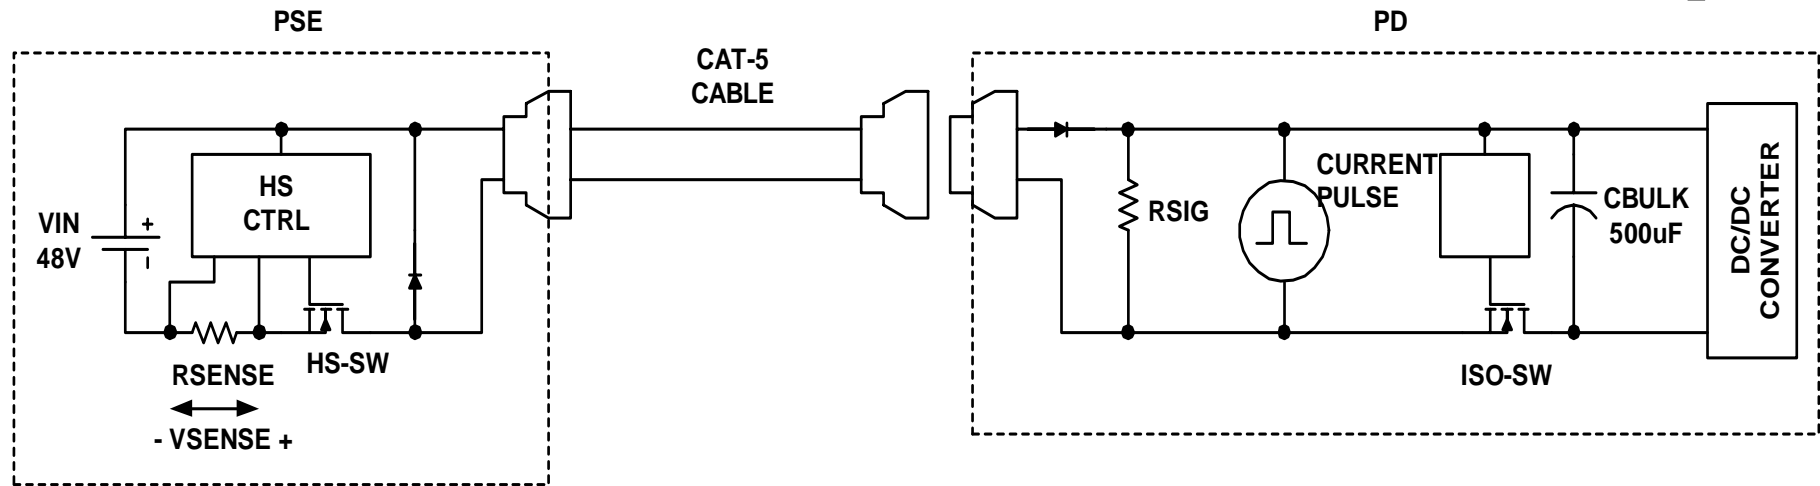 PSE
PD
CAT-5
CABLE
HS
CTRL
VIN
48V
+
-
RSENSE
HS-SW
- VSENSE +
RSIG
CURRENT
PULSE
CBULK
500uF
ISO-SW
DC/DC
CONVERTER